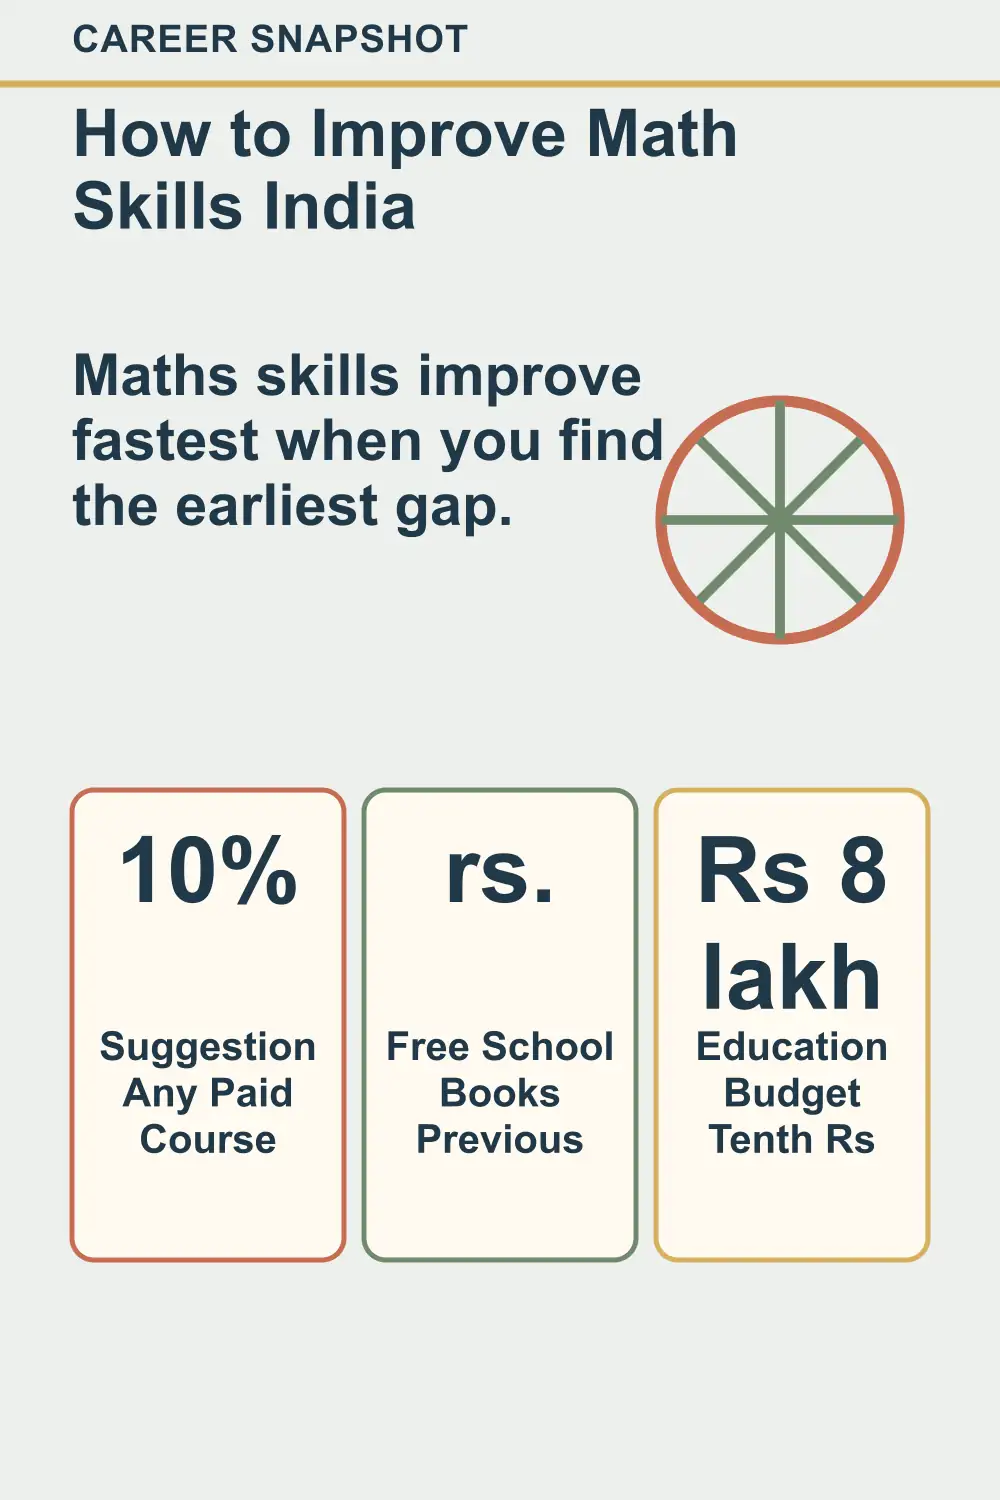 CAREER SNAPSHOT
How to Improve Math
Skills India
Maths skills improve
fastest when you find
the earliest gap.
10%
Suggestion
Any Paid
Course
rs.
Free School
Books
Previous
Rs 8
lakh
Education
Budget
Tenth Rs